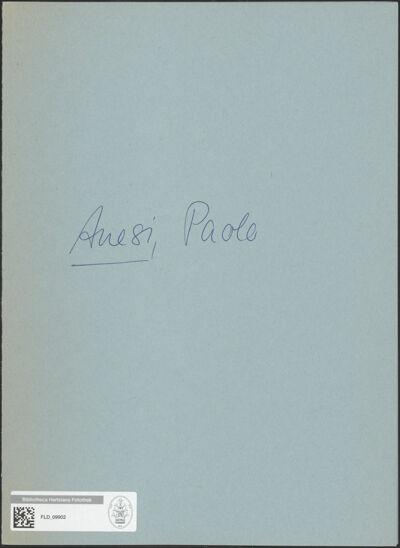 Anesi, Paolo
Bibliotheca Hertziana Fotothek
FLD_09902